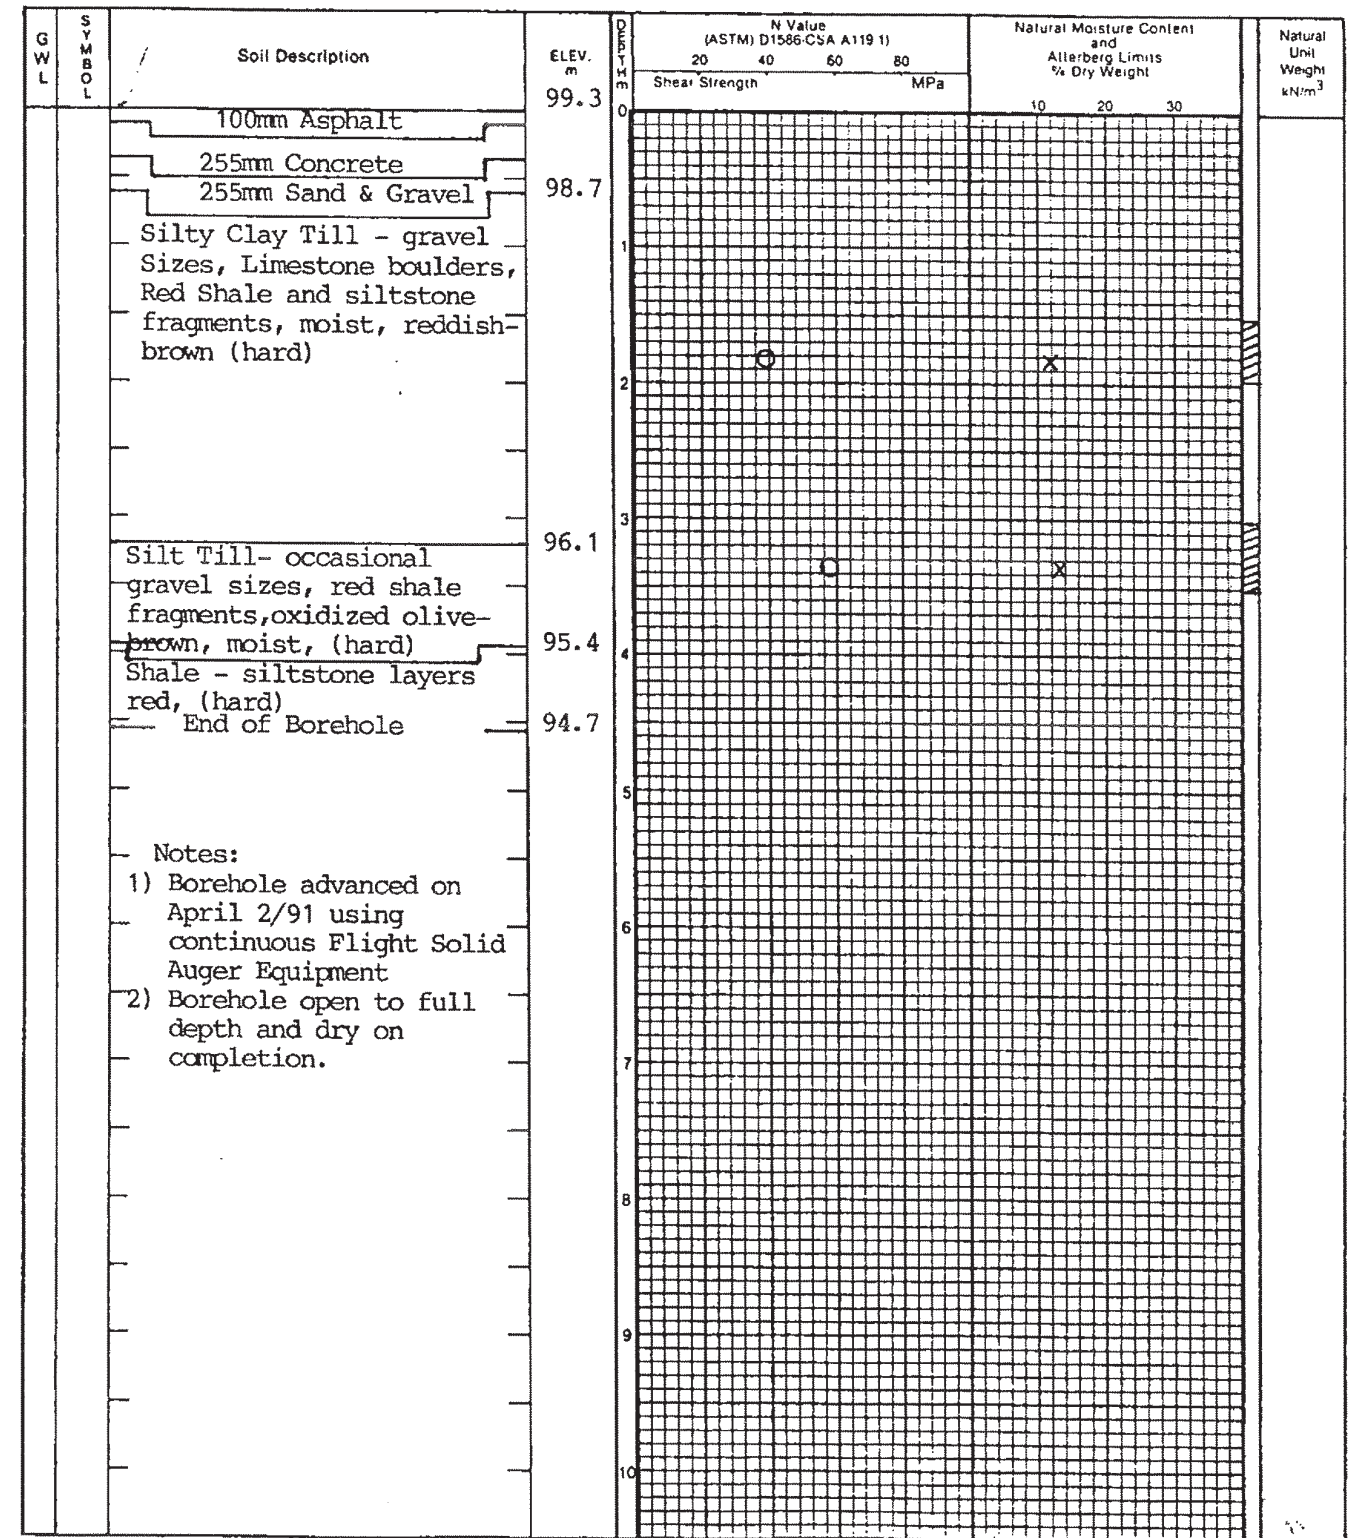 GWL
SYMBOL
Soil Description
ELEV.
m
DEPTH m
N Value
(ASTM) D1586-CSA A119 1)
20 40 60 80
Shear Strength MPa
Natural Moisture Content
and
Atterberg Limits
% Dry Weight
10 20 30
Natural
Unit
Weight
kN/m3
99.3
0
100mm Asphalt
255mm Concrete
255mm Sand & Gravel
98.7
Silty Clay Till - gravel
Sizes, Limestone boulders,
Red Shale and siltstone
fragments, moist, reddish-
brown (hard)
1
2
3
96.1
Silt Till- occasional
gravel sizes, red shale
fragments,oxidized olive-
brown, moist, (hard)
95.4
4
Shale - siltstone layers
red, (hard)
End of Borehole
94.7
5
Notes:
1) Borehole advanced on
April 2/91 using
continuous Flight Solid
Auger Equipment
2) Borehole open to full
depth and dry on
completion.
6
7
8
9
10